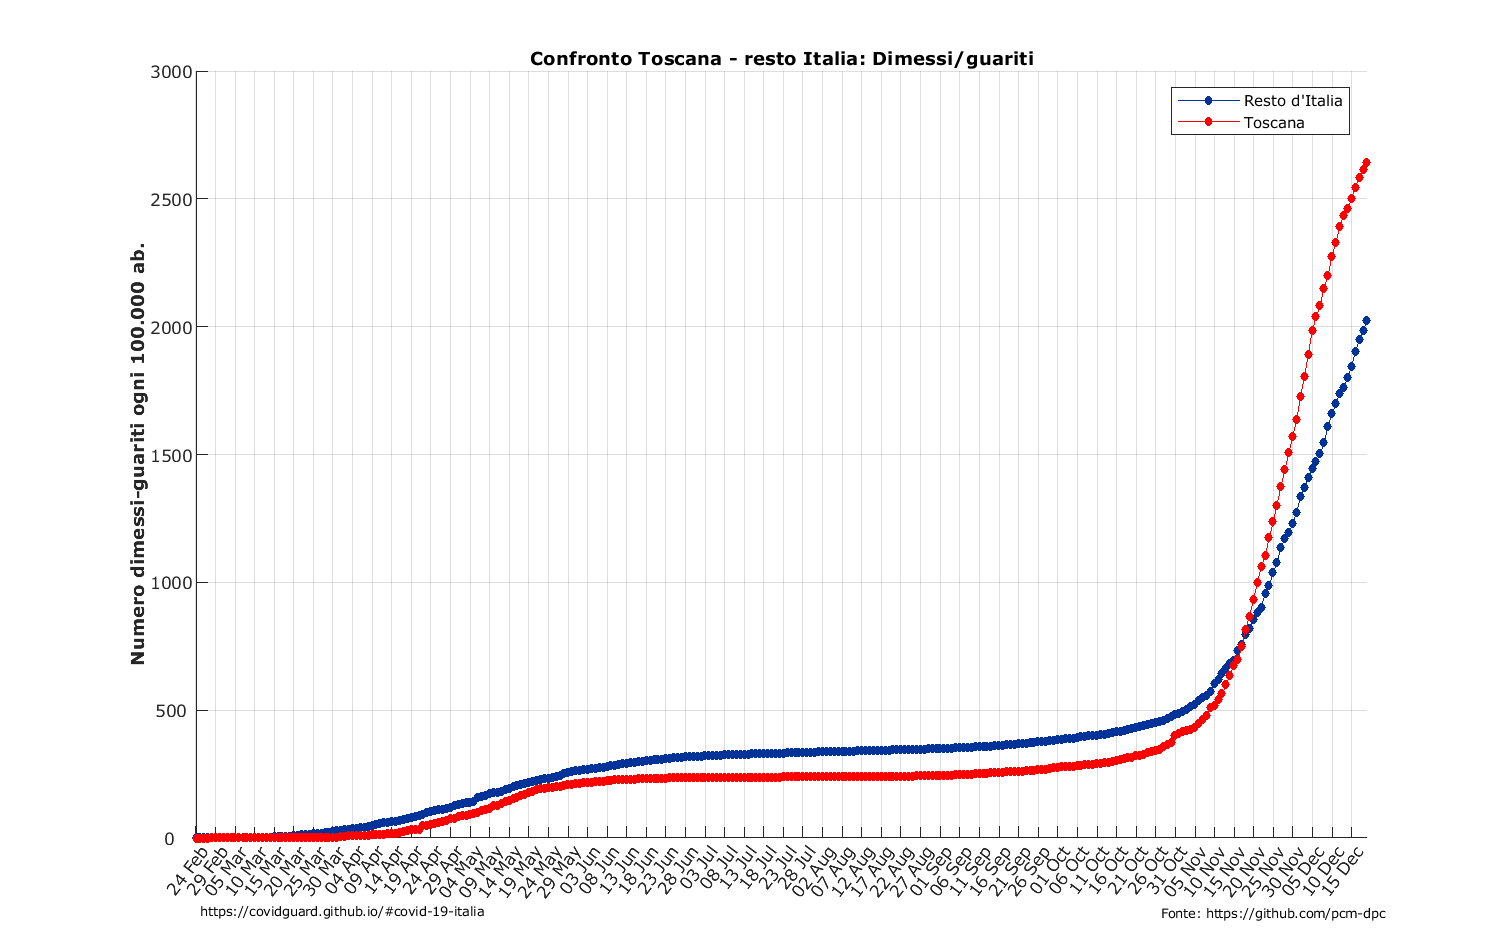 Confronto Toscana - resto Italia: Dimessi/guariti
Resto d'Italia
Toscana
Numero dimessi-guariti ogni 100.000 ab.
3000
2500
2000
1500
1000
500
0
24 Feb
29 Feb
05 Mar
10 Mar
15 Mar
20 Mar
25 Mar
30 Mar
04 Apr
09 Apr
14 Apr
19 Apr
24 Apr
29 Apr
04 May
09 May
14 May
19 May
24 May
29 May
03 Jun
08 Jun
13 Jun
18 Jun
23 Jun
28 Jun
03 Jul
08 Jul
13 Jul
18 Jul
23 Jul
28 Jul
02 Aug
07 Aug
12 Aug
17 Aug
22 Aug
27 Aug
01 Sep
06 Sep
11 Sep
16 Sep
21 Sep
26 Sep
01 Oct
06 Oct
11 Oct
16 Oct
21 Oct
26 Oct
31 Oct
05 Nov
10 Nov
15 Nov
20 Nov
25 Nov
30 Nov
05 Dec
10 Dec
15 Dec
https://covidguard.github.io/#covid-19-italia
Fonte: https://github.com/pcm-dpc